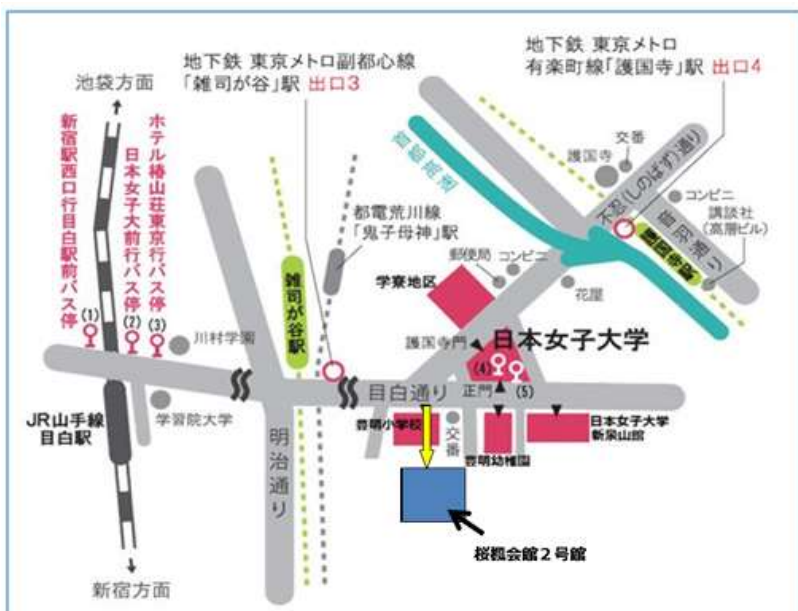 地下鉄 東京メトロ副都心線
「雑司が谷」駅 出口3
地下鉄 東京メトロ
有楽町線「護国寺」駅 出口4
池袋方面
新宿駅西口行目白駅前バス停
(1)
日本女子大前行バス停
(2)
ホテル椿山荘東京行バス停
(3)
都電荒川線
「鬼子母神」駅
雑司が谷駅
首都高速
護国寺
交番
不忍(しのばず)通り
音羽通り
コンビニ
講談社
(高層ビル)
護国寺駅
郵便局
コンビニ
花屋
学寮地区
川村学園
護国寺門
日本女子大学
(4)
(5)
目白通り
正門
学習院大学
JR山手線
目白駅
明治通り
豊明小学校
交番
豊明幼稚園
日本女子大学
新泉山館
桜楓会館2号館
新宿方面